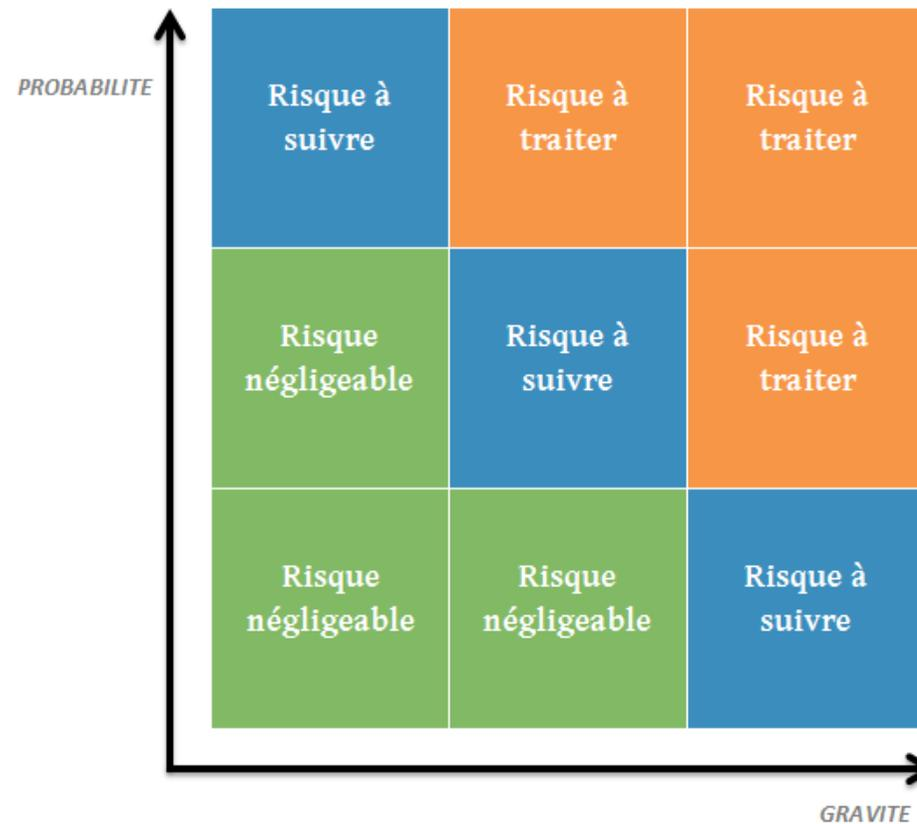 PROBABILITE
Risque à
suivre
Risque à
traiter
Risque à
traiter
Risque
négligeable
Risque à
suivre
Risque à
traiter
Risque
négligeable
Risque
négligeable
Risque à
suivre
GRAVITE